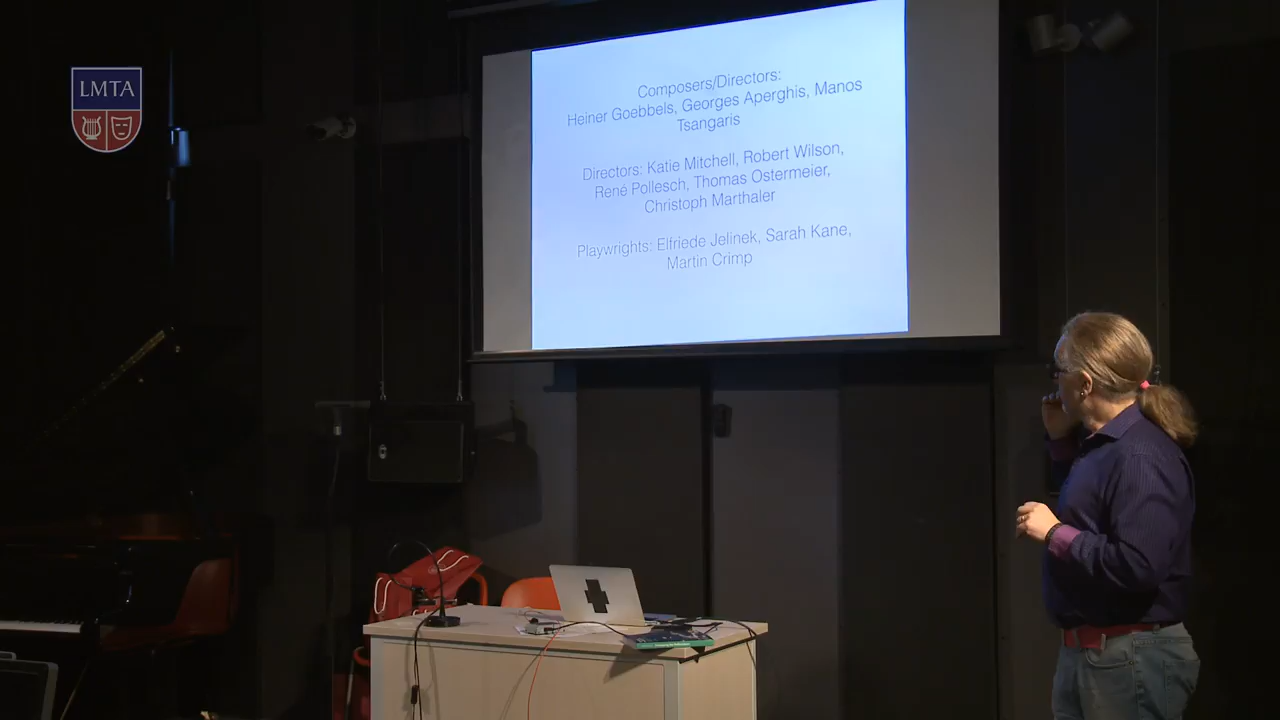 LMTA
Composers/Directors:
Heiner Goebbels, Georges Aperghis, Manos
Tsangaris
Directors: Katie Mitchell, Robert Wilson,
René Pollesch, Thomas Ostermeier,
Christoph Marthaler
Playwrights: Elfriede Jelinek, Sarah Kane,
Martin Crimp